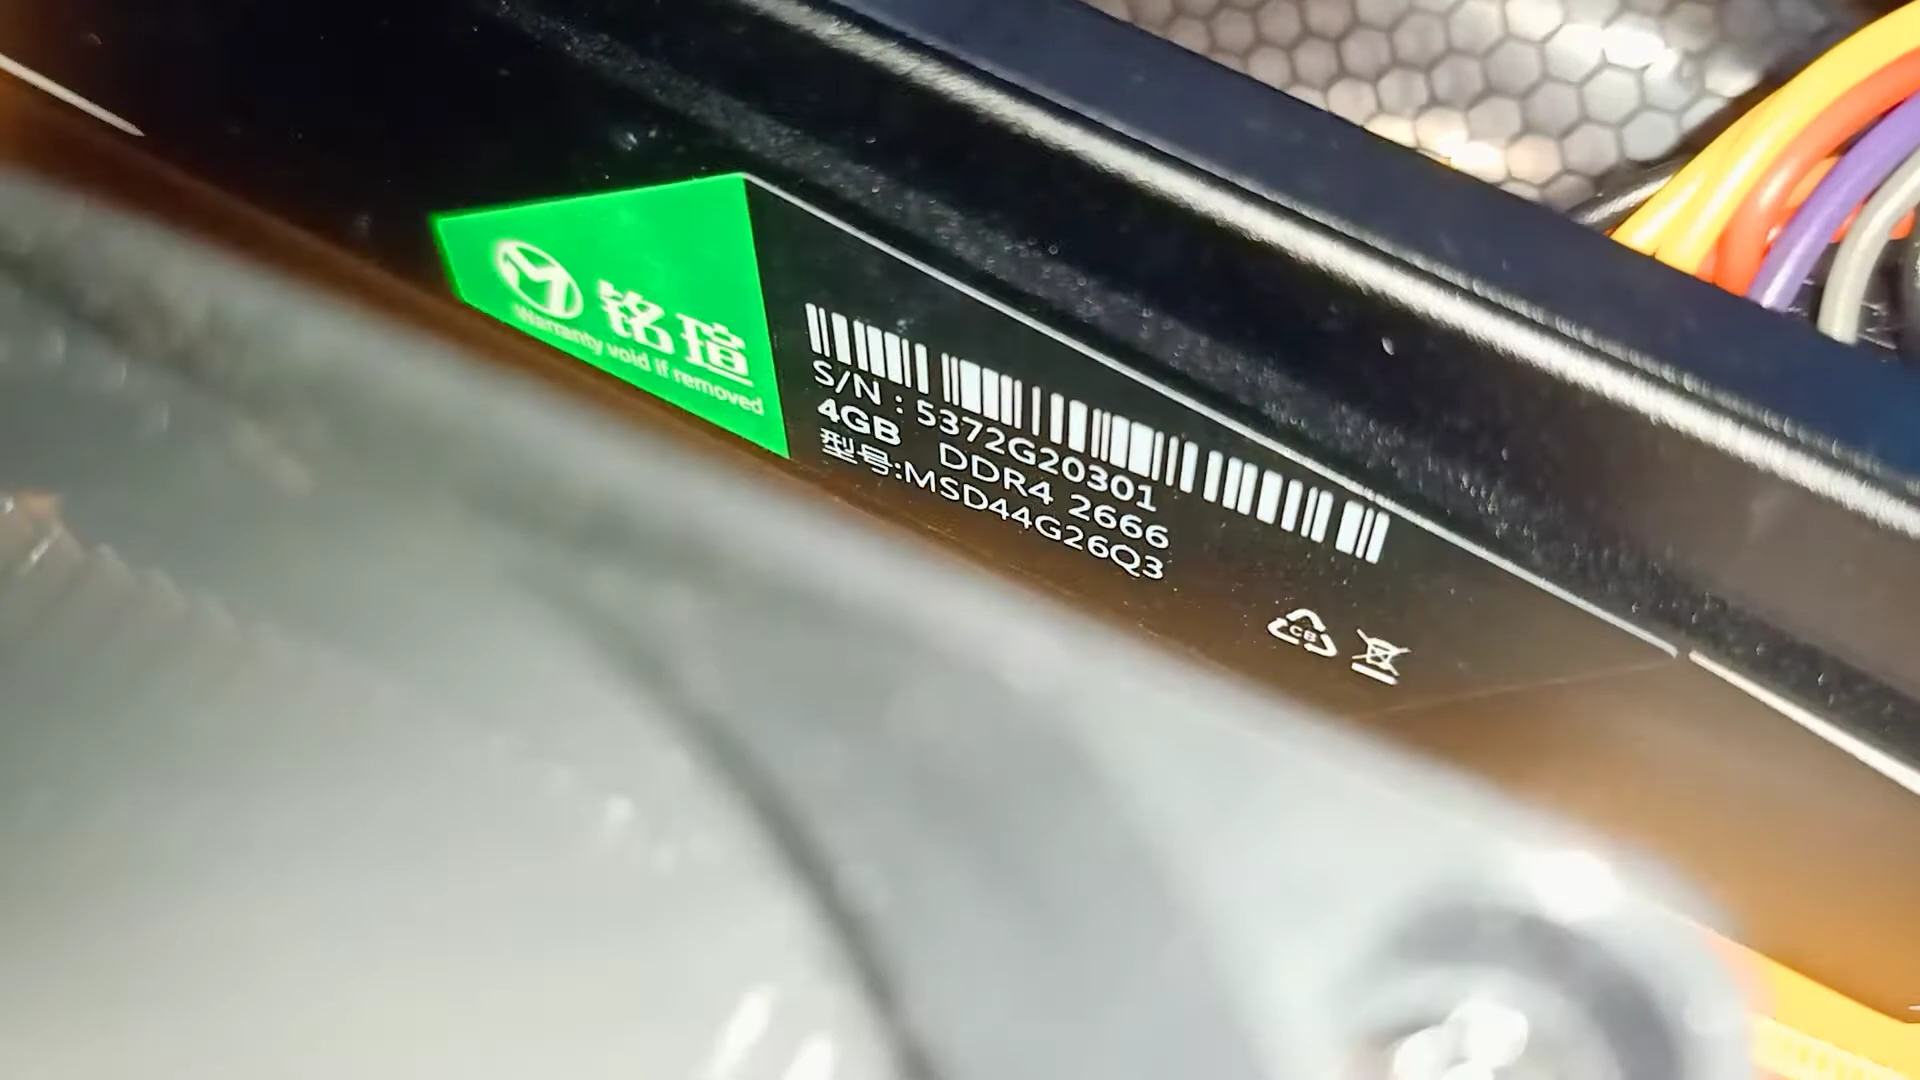 铭瑄
Warranty void if removed
S/N : 5372G20301
4GB DDR4 2666
型号:MSD44G26Q3
CB